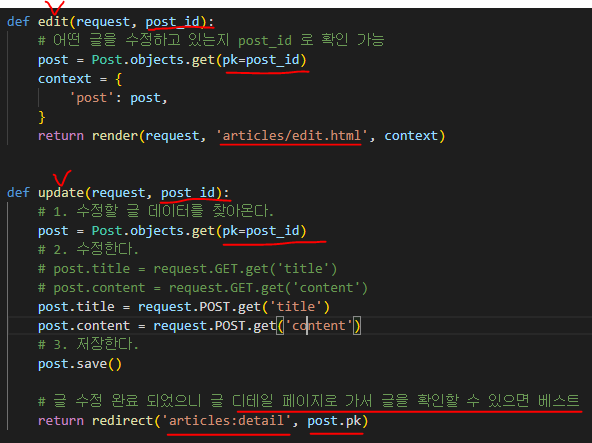 def edit(request, post_id):
    # 어떤 글을 수정하고 있는지 post_id 로 확인 가능
    post = Post.objects.get(pk=post_id)
    context = {
        'post': post,
    }
    return render(request, 'articles/edit.html', context)
def update(request, post_id):
    # 1. 수정할 글 데이터를 찾아온다.
    post = Post.objects.get(pk=post_id)
    # 2. 수정한다.
    # post.title = request.GET.get('title')
    # post.content = request.GET.get('content')
    post.title = request.POST.get('title')
    post.content = request.POST.get('content')
    # 3. 저장한다.
    post.save()
    # 글 수정 완료 되었으니 글 디테일 페이지로 가서 글을 확인할 수 있으면 베스트
    return redirect('articles:detail', post.pk)